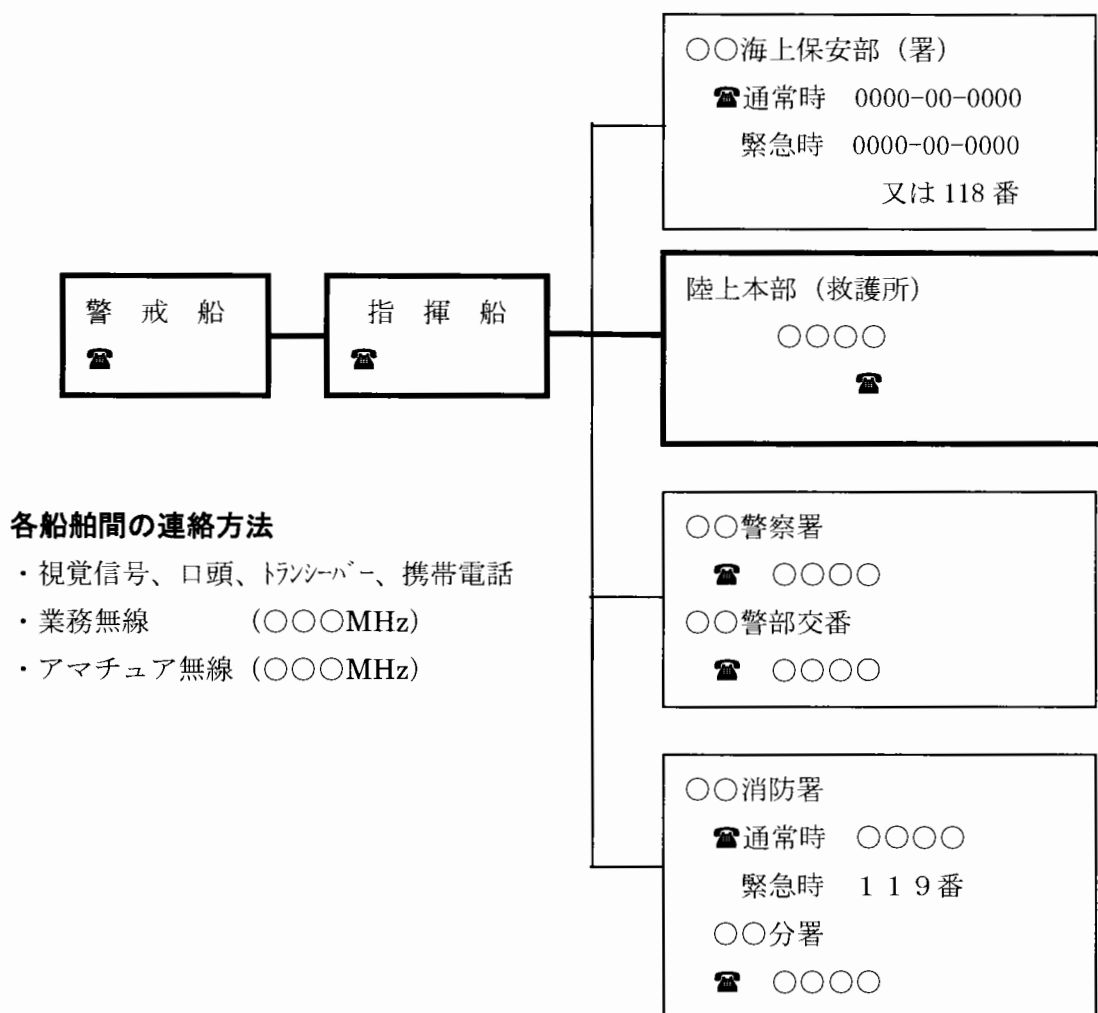 ○○海上保安部（署）
☎通常時 0000-00-0000
緊急時 0000-00-0000
又は 118 番
警 戒 船
☎
指 揮 船
☎
陸上本部（救護所）
○○○○
☎
各船舶間の連絡方法
・視覚信号、口頭、ﾄﾗﾝｼｰﾊﾞｰ、携帯電話
・業務無線 (○○○MHz)
・アマチュア無線 (○○○MHz)
○○警察署
☎ ○○○○
○○警部交番
☎ ○○○○
○○消防署
☎通常時 ○○○○
緊急時 １１９番
○○分署
☎ ○○○○